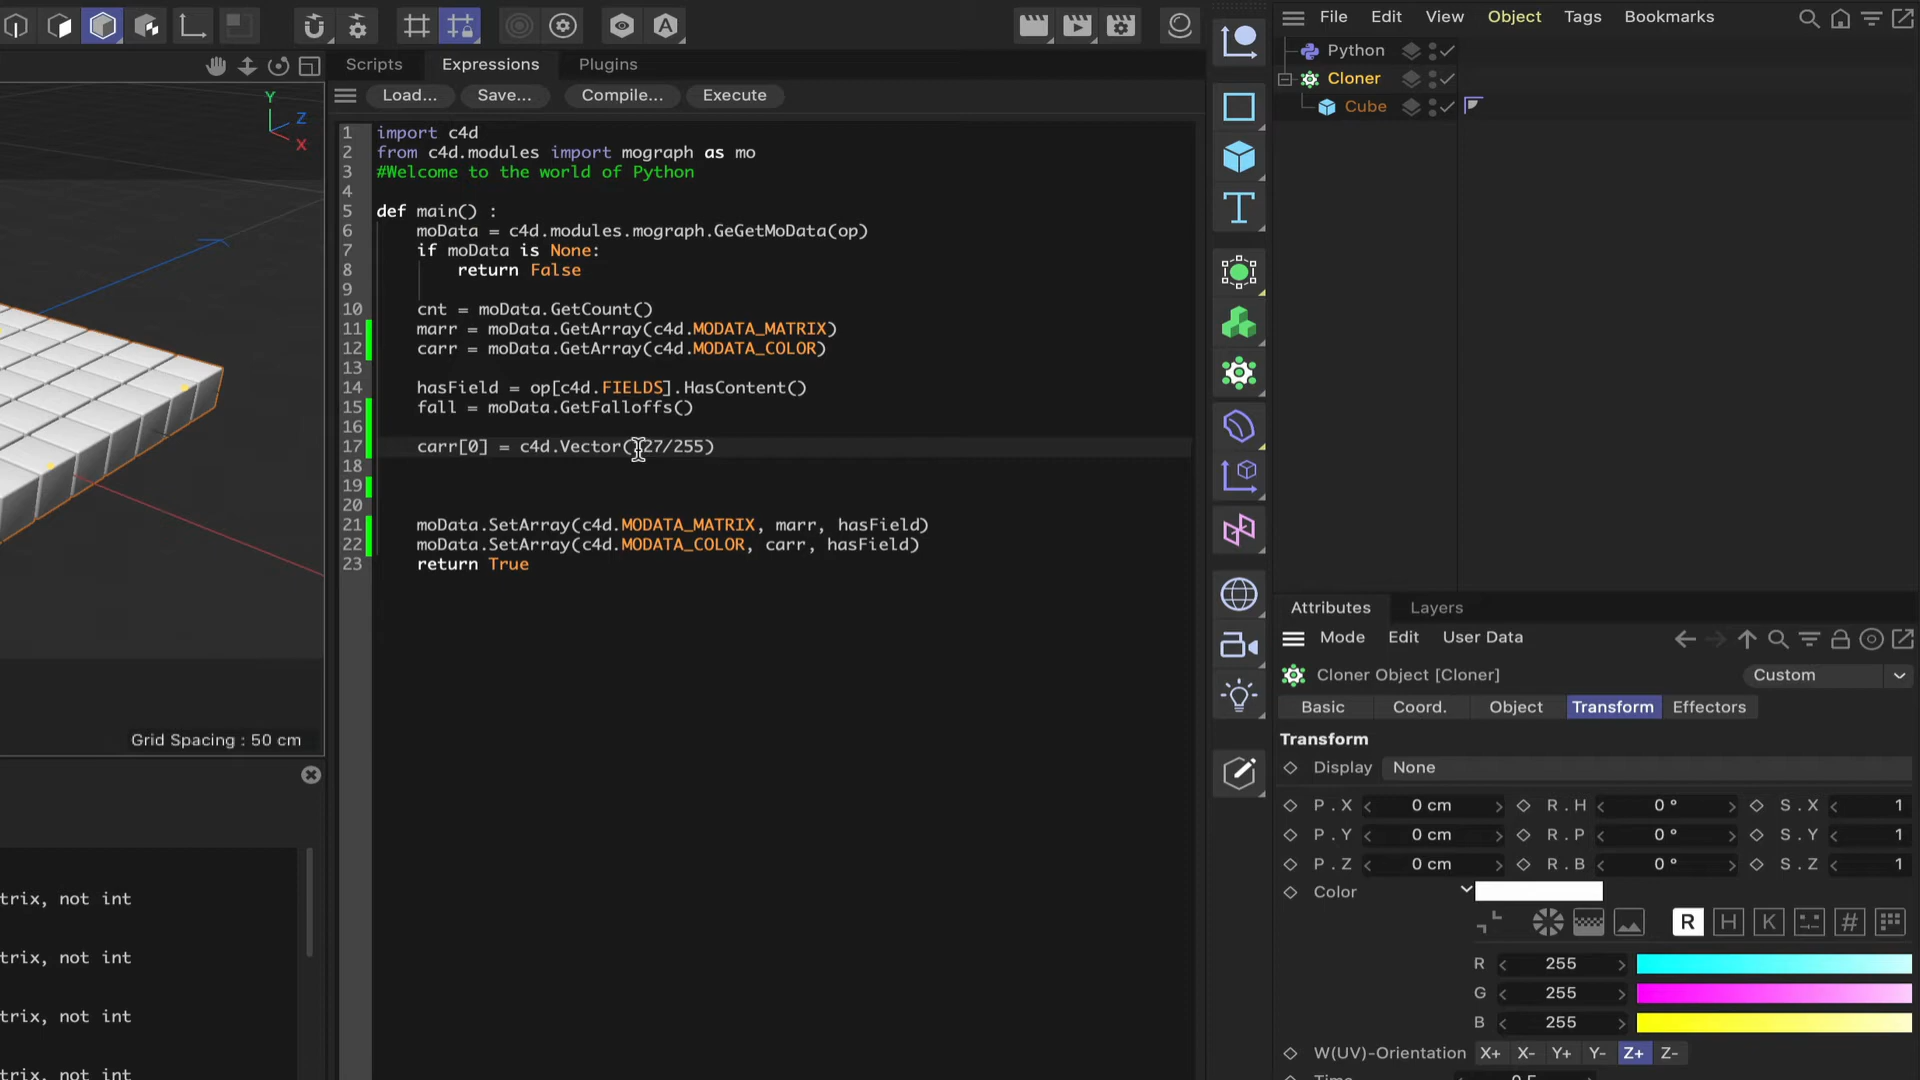 File Edit View Object Tags Bookmarks
Scripts Expressions Plugins
Load... Save... Compile... Execute
Python
Cloner
Cube
Y
Z
X
1 import c4d
2 from c4d.modules import mograph as mo
3 #Welcome to the world of Python
4
5 def main() :
6 moData = c4d.modules.mograph.GeGetMoData(op)
7 if moData is None:
8 return False
9
10 cnt = moData.GetCount()
11 marr = moData.GetArray(c4d.MODATA_MATRIX)
12 carr = moData.GetArray(c4d.MODATA_COLOR)
13
14 hasField = op[c4d.FIELDS].HasContent()
15 fall = moData.GetFalloffs()
16
17 carr[0] = c4d.Vector(127/255)
18
19
20
21 moData.SetArray(c4d.MODATA_MATRIX, marr, hasField)
22 moData.SetArray(c4d.MODATA_COLOR, carr, hasField)
23 return True
Grid Spacing : 50 cm
trix, not int
trix, not int
trix, not int
trix, not int
Attributes Layers
Mode Edit User Data
Cloner Object [Cloner] Custom
Basic Coord. Object Transform Effectors
Transform
Display None
P . X 0 cm R . H 0 ° S . X 1
P . Y 0 cm R . P 0 ° S . Y 1
P . Z 0 cm R . B 0 ° S . Z 1
Color
R H K #
R 255
G 255
B 255
W(UV)-Orientation X+ X- Y+ Y- Z+ Z-